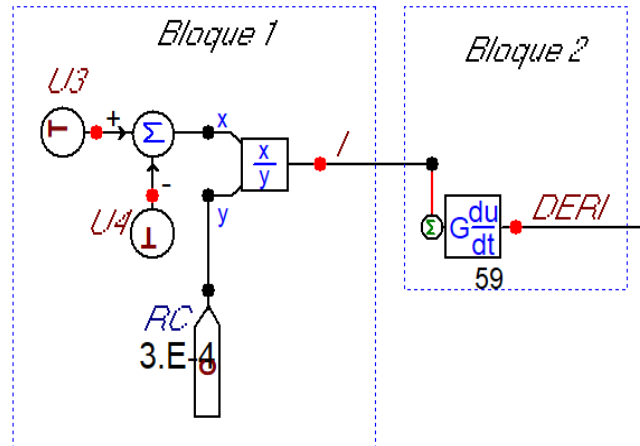 Bloque 1
Bloque 2
U3
+
Σ
x
x
y
I
-
U4
y
Σ
G du
dt
DERI
59
RC
3.E-4